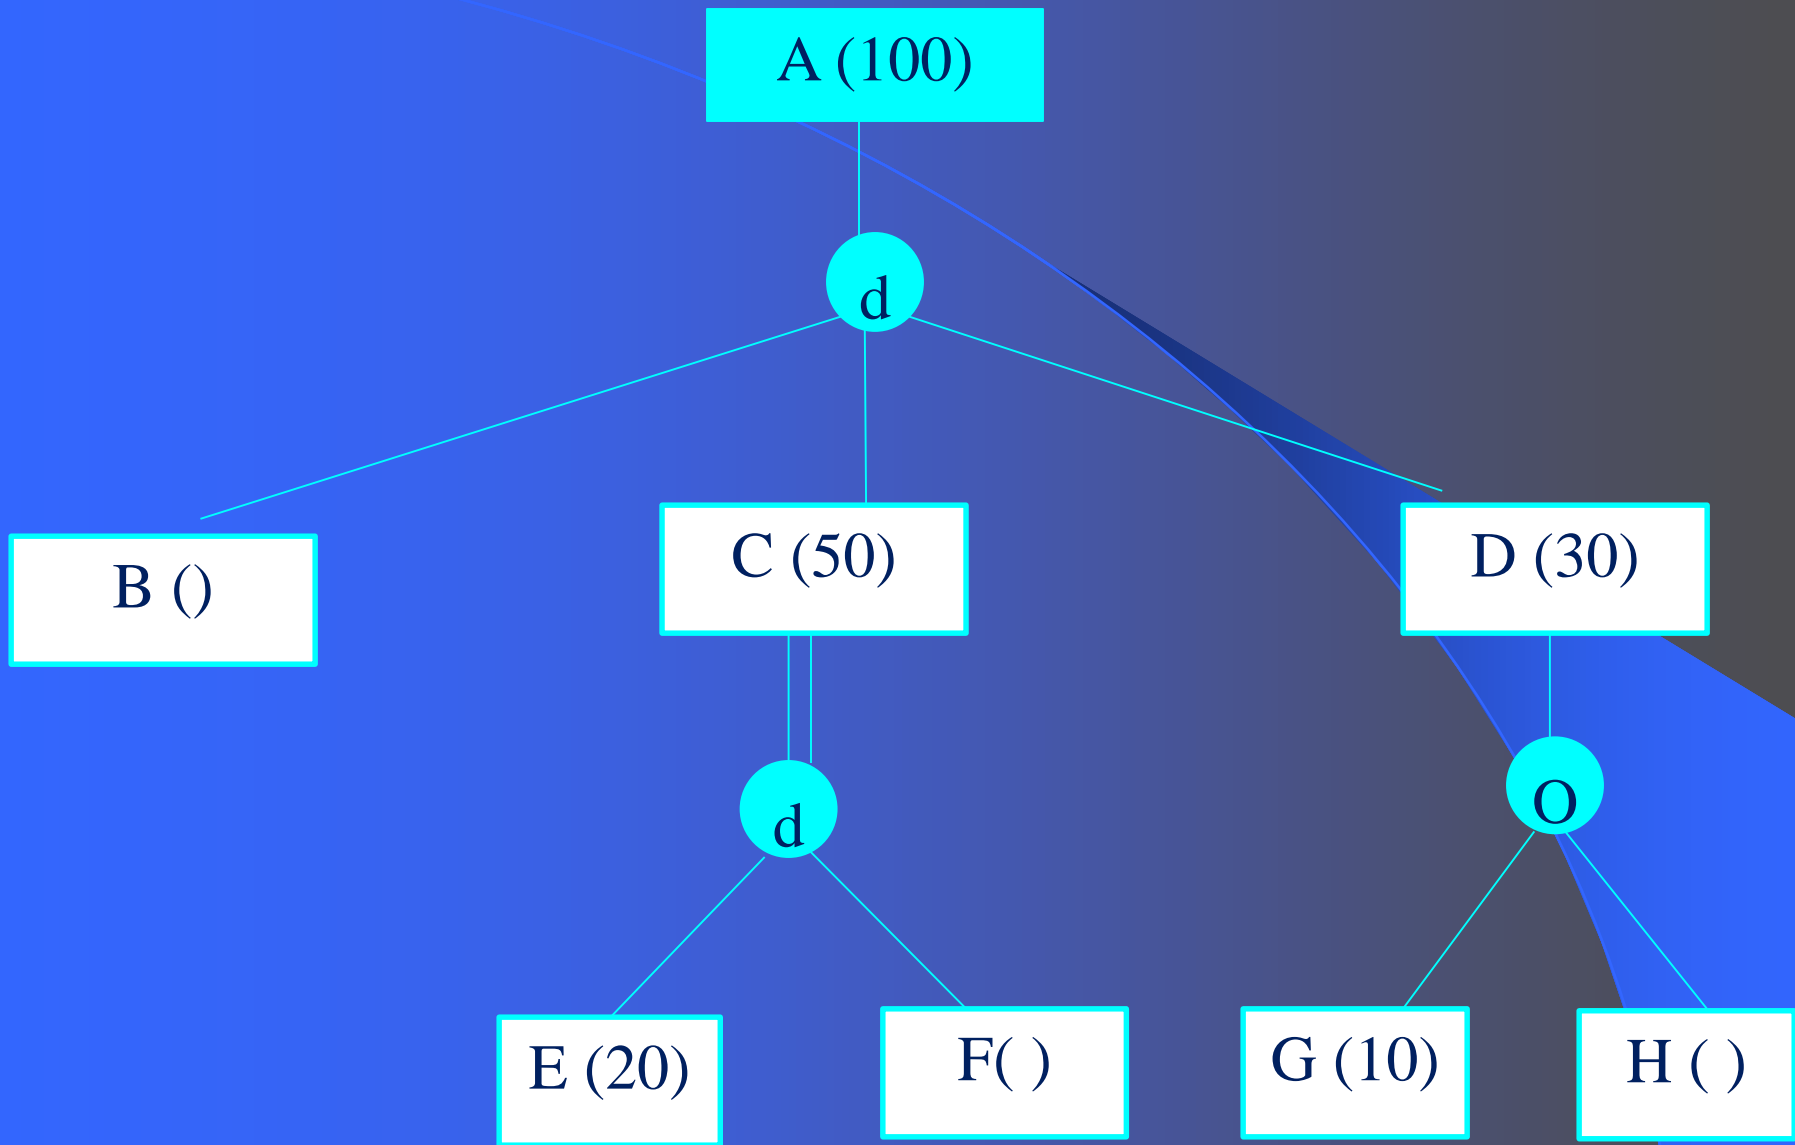 A (100)
d
B ()
C (50)
D (30)
d
O
E (20)
F( )
G (10)
H ( )